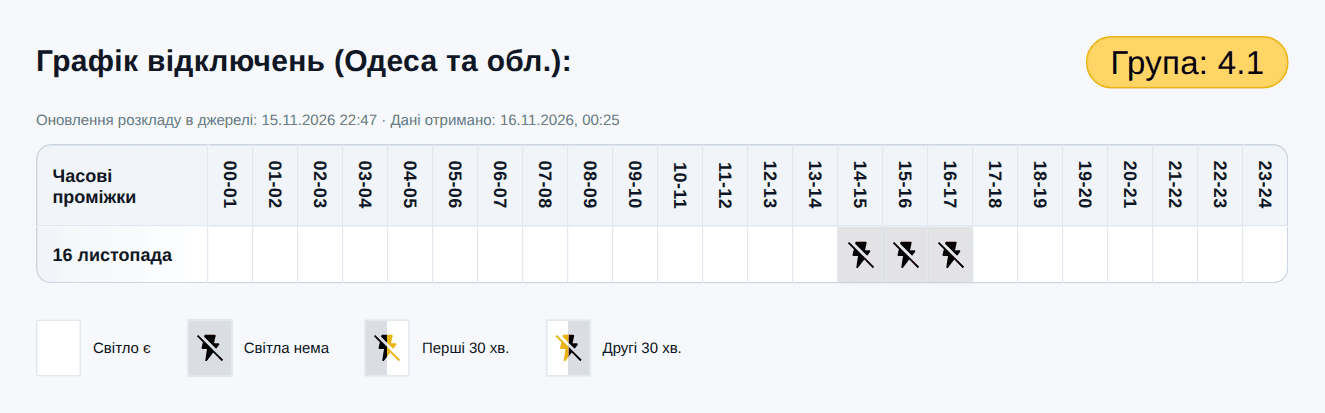 Графік відключень (Одеса та обл.):
Група: 4.1
Оновлення розкладу в джерелі: 15.11.2026 22:47 · Дані отримано: 16.11.2026, 00:25
Часові
проміжки
00-01
01-02
02-03
03-04
04-05
05-06
06-07
07-08
08-09
09-10
10-11
11-12
12-13
13-14
14-15
15-16
16-17
17-18
18-19
19-20
20-21
21-22
22-23
23-24
16 листопада
Світло є
Світла нема
Перші 30 хв.
Другі 30 хв.